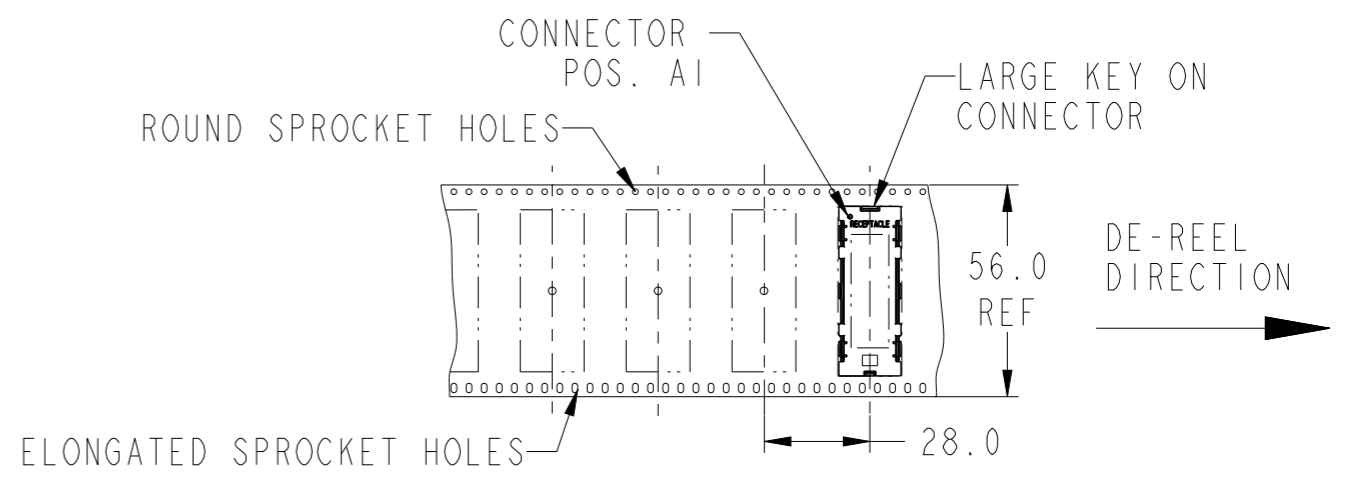 CONNECTOR
POS. A1
LARGE KEY ON
CONNECTOR
ROUND SPROCKET HOLES
RECEPTACLE
56.0
REF
DE-REEL
DIRECTION
28.0
ELONGATED SPROCKET HOLES